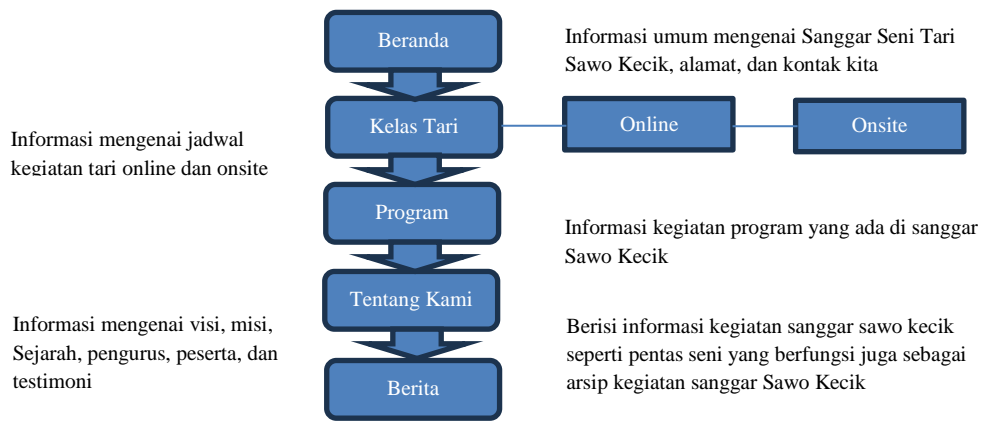 Beranda
Informasi umum mengenai Sanggar Seni Tari
Sawo Kecik, alamat, dan kontak kita
Kelas Tari
Online
Onsite
Informasi mengenai jadwal
kegiatan tari online dan onsite
Program
Informasi kegiatan program yang ada di sanggar
Sawo Kecik
Tentang Kami
Informasi mengenai visi, misi,
Sejarah, pengurus, peserta, dan
testimoni
Berisi informasi kegiatan sanggar sawo kecik
seperti pentas seni yang berfungsi juga sebagai
arsip kegiatan sanggar Sawo Kecik
Berita